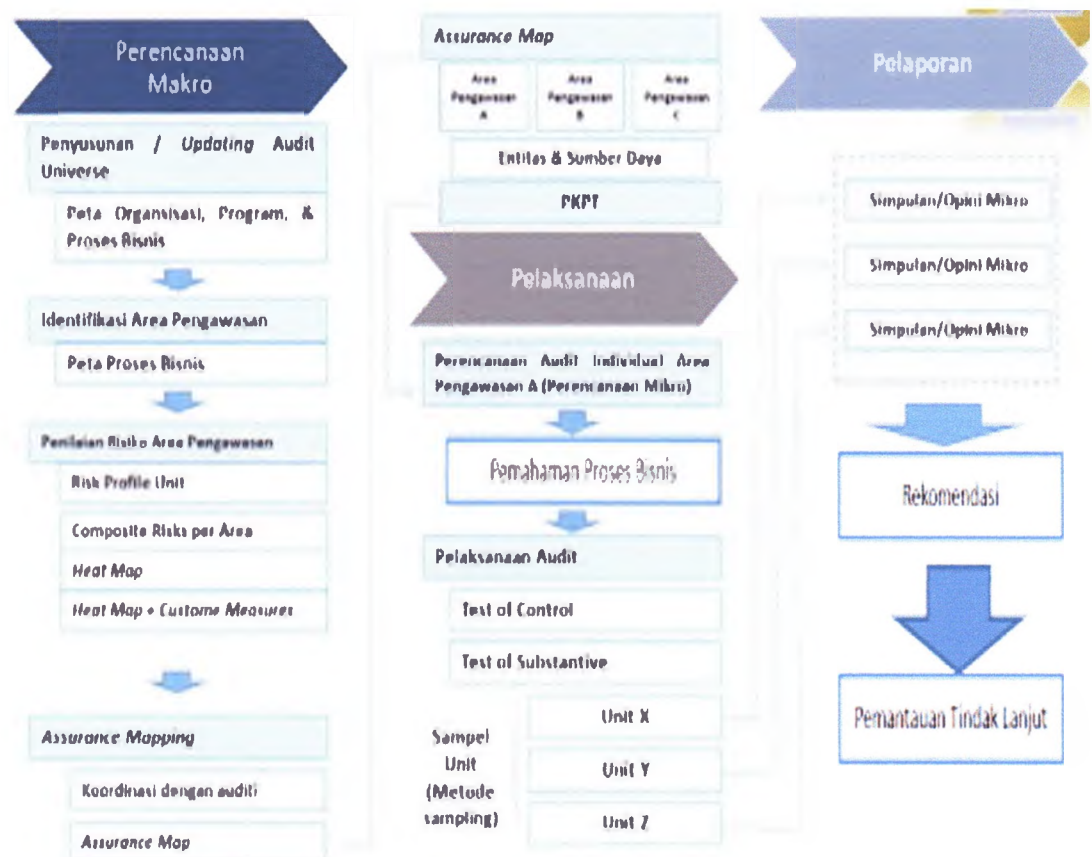 Perencanaan
Makro
Penyusunan / Updating Audit
Universe
Peta Organisasi, Program, &
Proses Bisnis
Identifikasi Area Pengawasan
Peta Proses Bisnis
Penilaian Risiko Area Pengawasan
Risk Profile Unit
Composite Risks per Area
Heat Map
Heat Map + Custome Measures
Assurance Mapping
Koordinasi dengan auditi
Assurance Map
Assurance Map
Area
Pengawasan
A
Area
Pengawasan
B
Area
Pengawasan
C
Entitas & Sumber Daya
PKPT
Pelaksanaan
Perencanaan Audit Individual Area
Pengawasan A (Perencanaan Mikro)
Pemahaman Proses Bisnis
Pelaksanaan Audit
Test of Control
Test of Substantive
Sampel
Unit
(Metode
sampling)
Unit X
Unit Y
Unit Z
Pelaporan
Simpulan/Opini Mikro
Simpulan/Opini Mikro
Simpulan/Opini Mikro
Rekomendasi
Pemantauan Tindak Lanjut